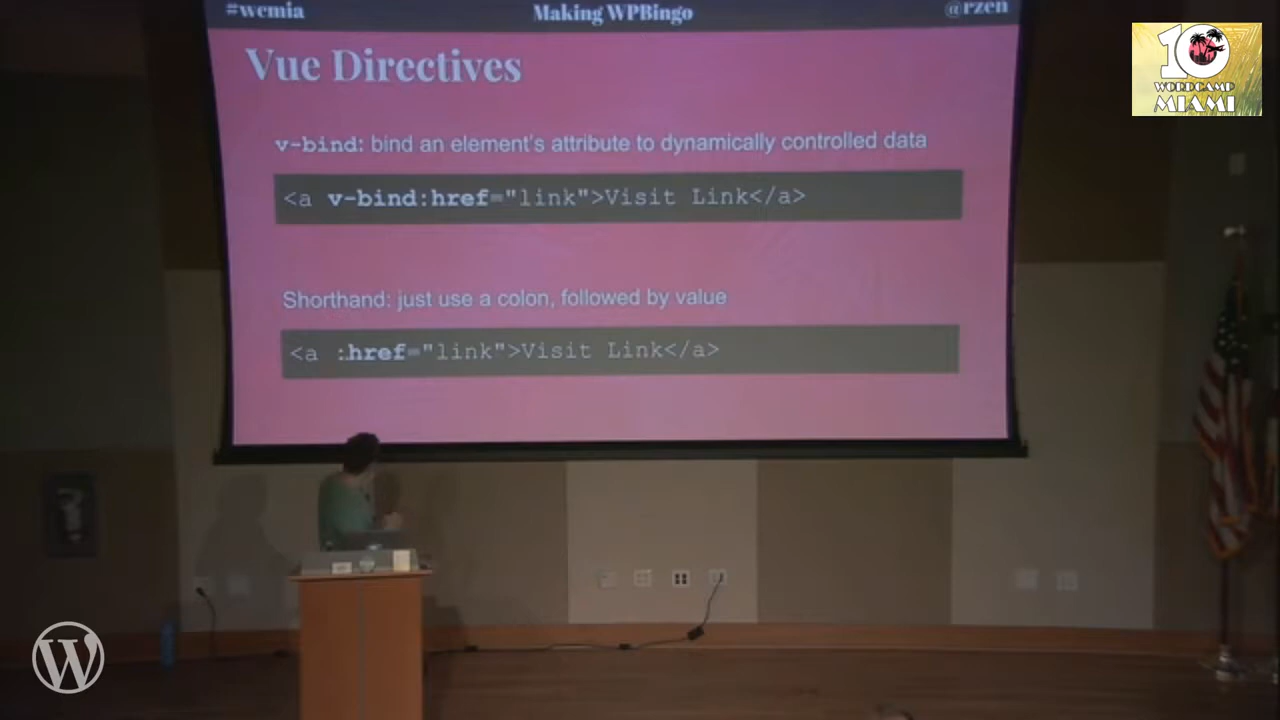 #wcmia
Making WPBingo
@rzen
10
WORDCAMP
MIAMI
Vue Directives
v-bind: bind an element's attribute to dynamically controlled data
<a v-bind:href="link">Visit Link</a>
Shorthand: just use a colon, followed by value
<a :href="link">Visit Link</a>
W